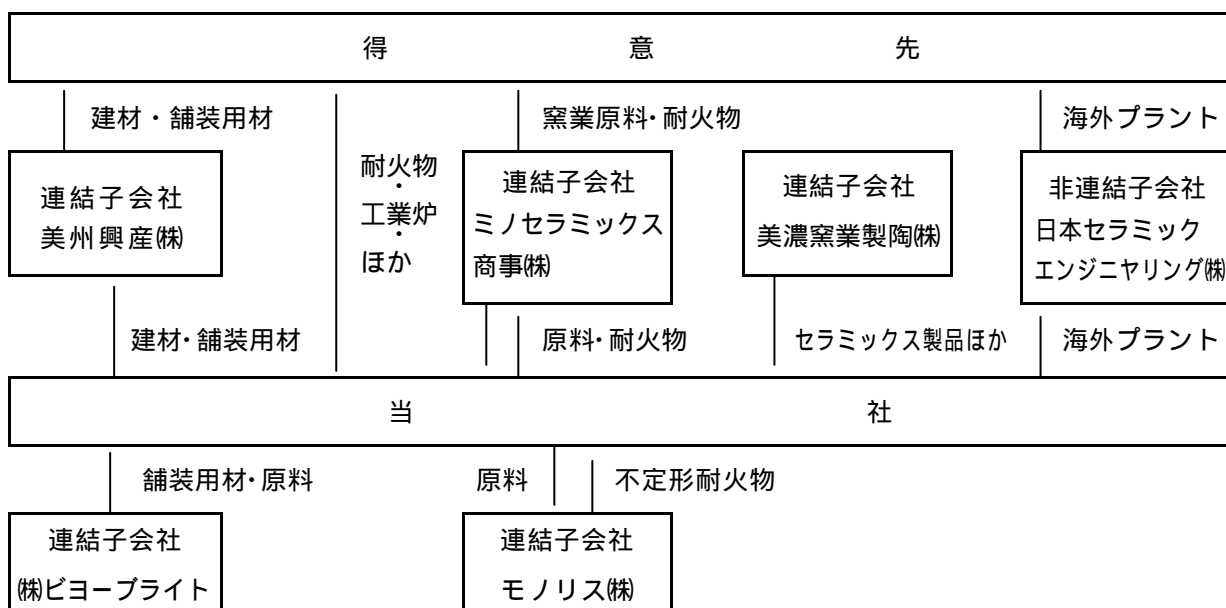 得意先
建材・舗装用材
窯業原料・耐火物
海外プラント
耐火物
・
工業炉
・
ほか
連結子会社
美州興産㈱
連結子会社
ミノセラミックス
商事㈱
連結子会社
美濃窯業製陶㈱
非連結子会社
日本セラミック
エンジニヤリング㈱
建材・舗装用材
原料・耐火物
セラミックス製品ほか
海外プラント
当社
舗装用材・原料
原料
不定形耐火物
連結子会社
㈱ビヨーブライト
連結子会社
モノリス㈱